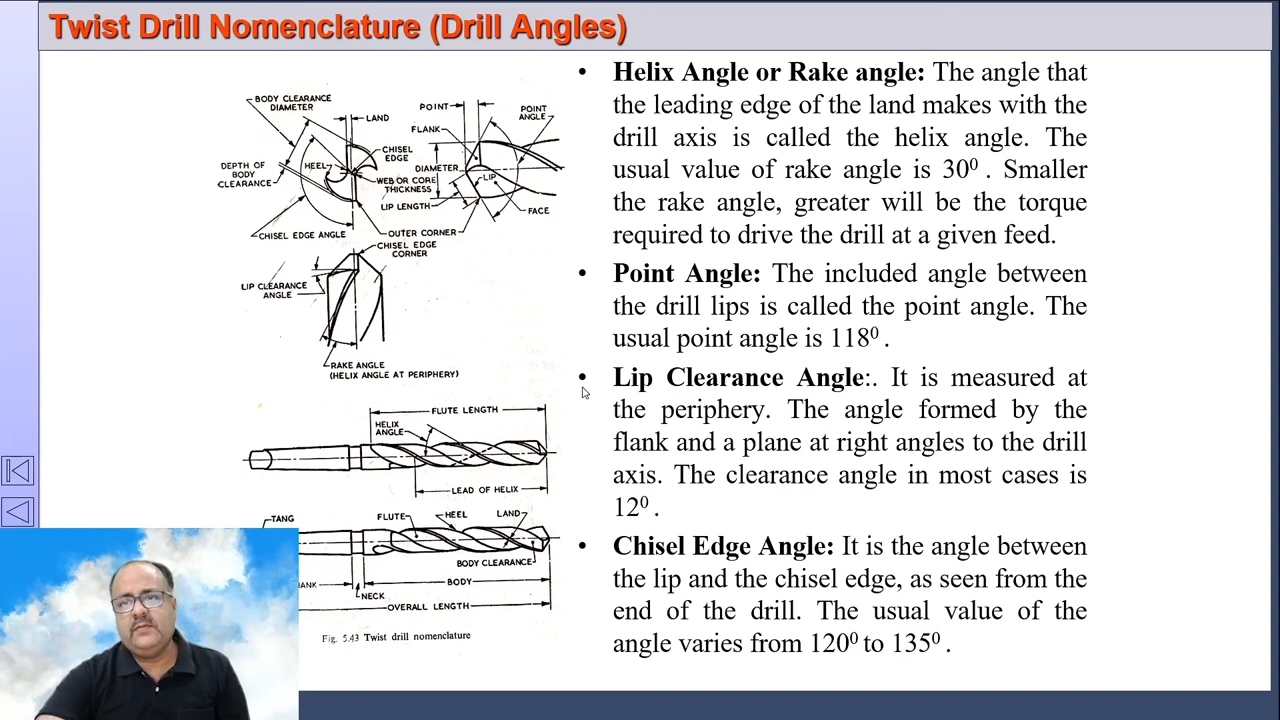 Twist Drill Nomenclature (Drill Angles)
BODY CLEARANCE
DIAMETER
LAND
CHISEL
EDGE
HEEL
DEPTH OF
BODY
CLEARANCE
WEB OR CORE
THICKNESS
LIP LENGTH
CHISEL EDGE ANGLE
OUTER CORNER
POINT
POINT
ANGLE
FLANK
DIAMETER
LIP
FACE
CHISEL EDGE
CORNER
LIP CLEARANCE
ANGLE
RAKE ANGLE
(HELIX ANGLE AT PERIPHERY)
FLUTE LENGTH
HELIX
ANGLE
LEAD OF HELIX
TANG
FLUTE
HEEL
LAND
BODY CLEARANCE
ANK
NECK
BODY
OVERALL LENGTH
Fig. 5.43 Twist drill nomenclature
• Helix Angle or Rake angle: The angle that
the leading edge of the land makes with the
drill axis is called the helix angle. The
usual value of rake angle is 30⁰ . Smaller
the rake angle, greater will be the torque
required to drive the drill at a given feed.
• Point Angle: The included angle between
the drill lips is called the point angle. The
usual point angle is 118⁰ .
• Lip Clearance Angle:. It is measured at
the periphery. The angle formed by the
flank and a plane at right angles to the drill
axis. The clearance angle in most cases is
12⁰ .
• Chisel Edge Angle: It is the angle between
the lip and the chisel edge, as seen from the
end of the drill. The usual value of the
angle varies from 120⁰ to 135⁰ .